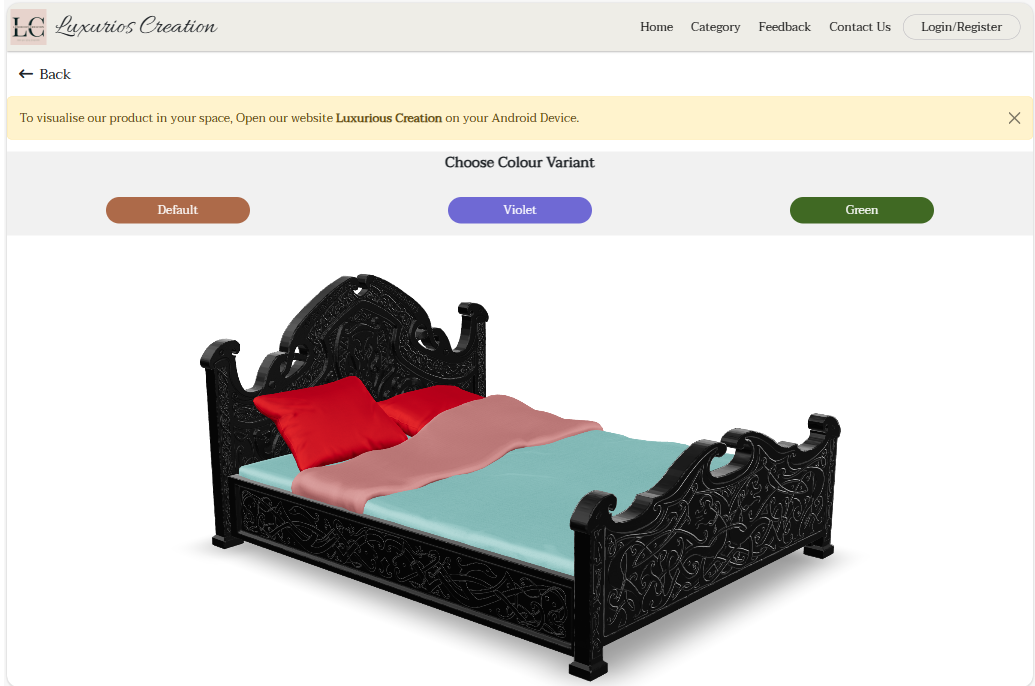 LC Luxurios Creation Home Category Feedback Contact Us Login/Register
← Back
To visualise our product in your space, Open our website Luxurious Creation on your Android Device.
Choose Colour Variant
Default Violet Green